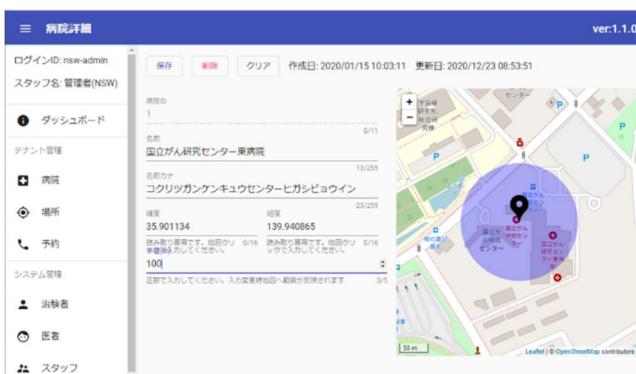 病院詳細
ver:1.1.0
ログインID: nsw-admin
スタッフ名: 管理者(NSW)
ダッシュボード
テナント管理
病院
場所
予約
システム管理
治験者
医者
スタッフ
保存
削除
クリア
作成日: 2020/01/15 10:03:11
更新日: 2020/12/23 08:53:51
病院ID
1
0/11
名前
国立がん研究センター東病院
13/255
名前カナ
コクリツガンケンキュウセンターヒガシビョウイン
23/255
緯度
35.901134
読み取り専用です。地図クリ
ックで入力してください。
0/16
経度
139.940865
読み取り専用です。地図クリ
ックで入力してください。
0/16
半径(m)
100
正数で入力してください。入力変更時地図へ範囲が反映されます
3/5
+
−
センター
P
P
P
国立が
ん研究
センター
50 m
Leaflet | © OpenStreetMap contributors